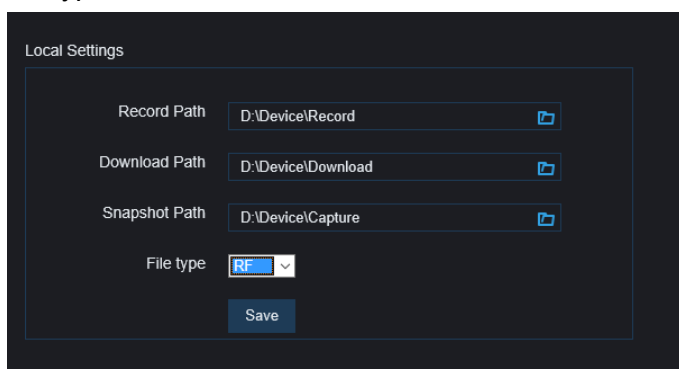 Local Settings
Record Path D:\Device\Record
Download Path D:\Device\Download
Snapshot Path D:\Device\Capture
File type RF
Save